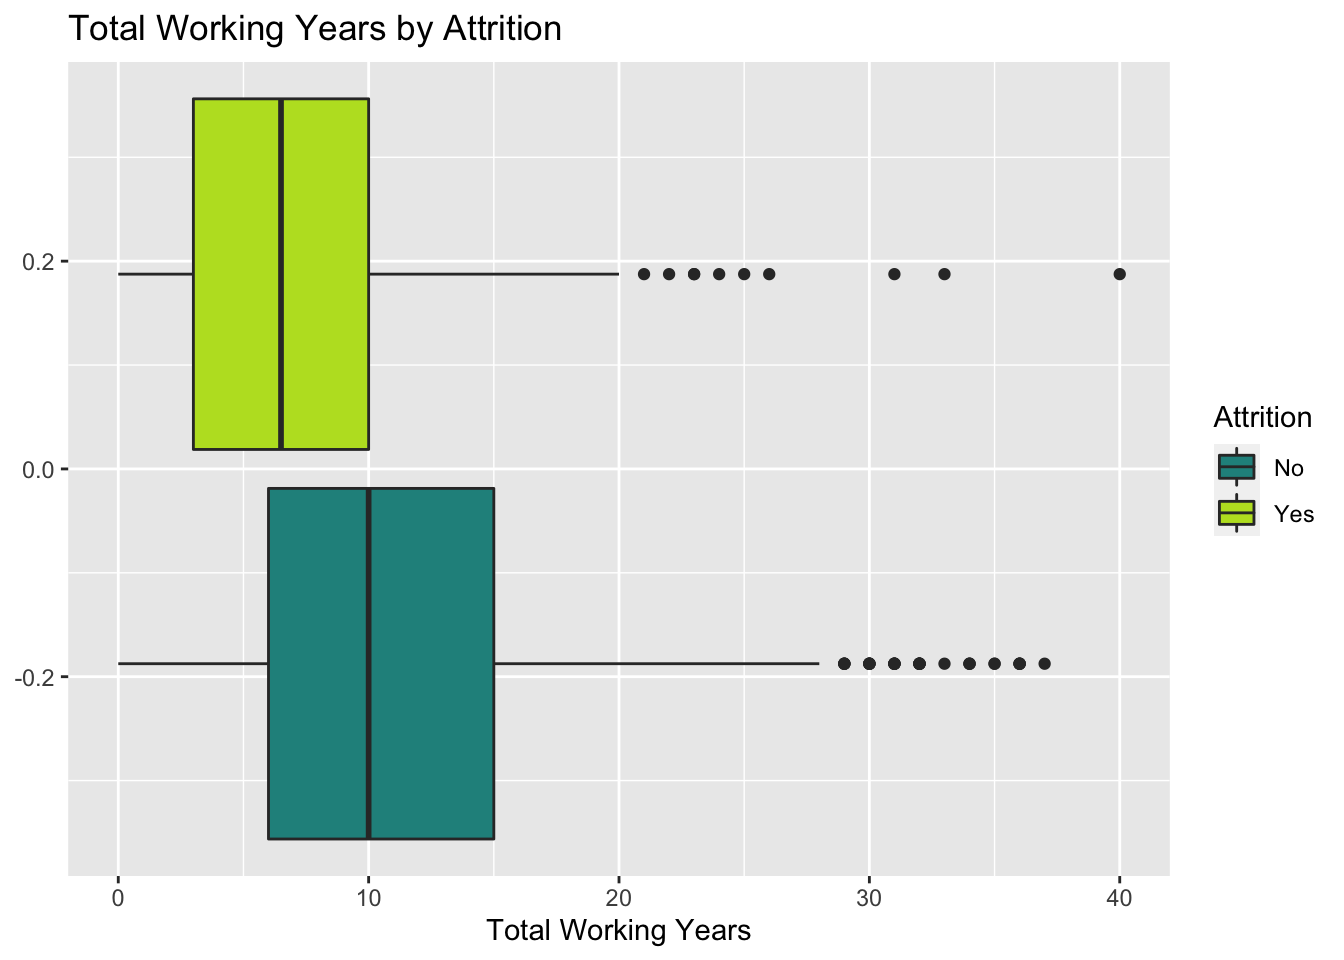 Total Working Years by Attrition
0.2
0.0
-0.2
0
10
20
30
40
Total Working Years
Attrition
No
Yes